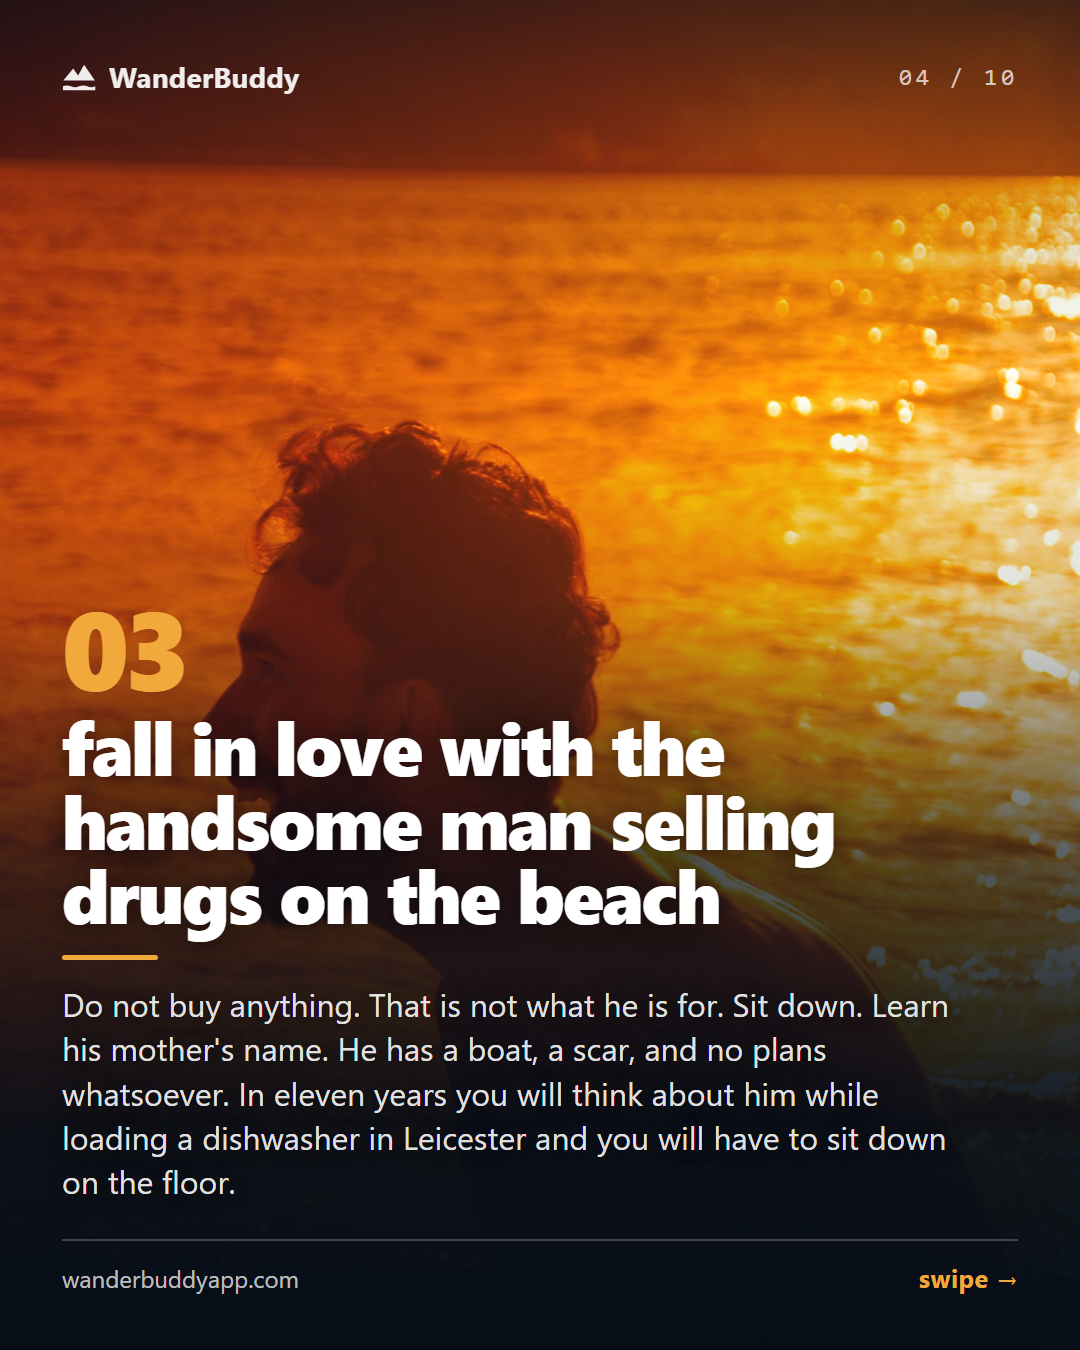 WanderBuddy
04 / 10
03
fall in love with the
handsome man selling
drugs on the beach
Do not buy anything. That is not what he is for. Sit down. Learn
his mother's name. He has a boat, a scar, and no plans
whatsoever. In eleven years you will think about him while
loading a dishwasher in Leicester and you will have to sit down
on the floor.
wanderbuddyapp.com
swipe →